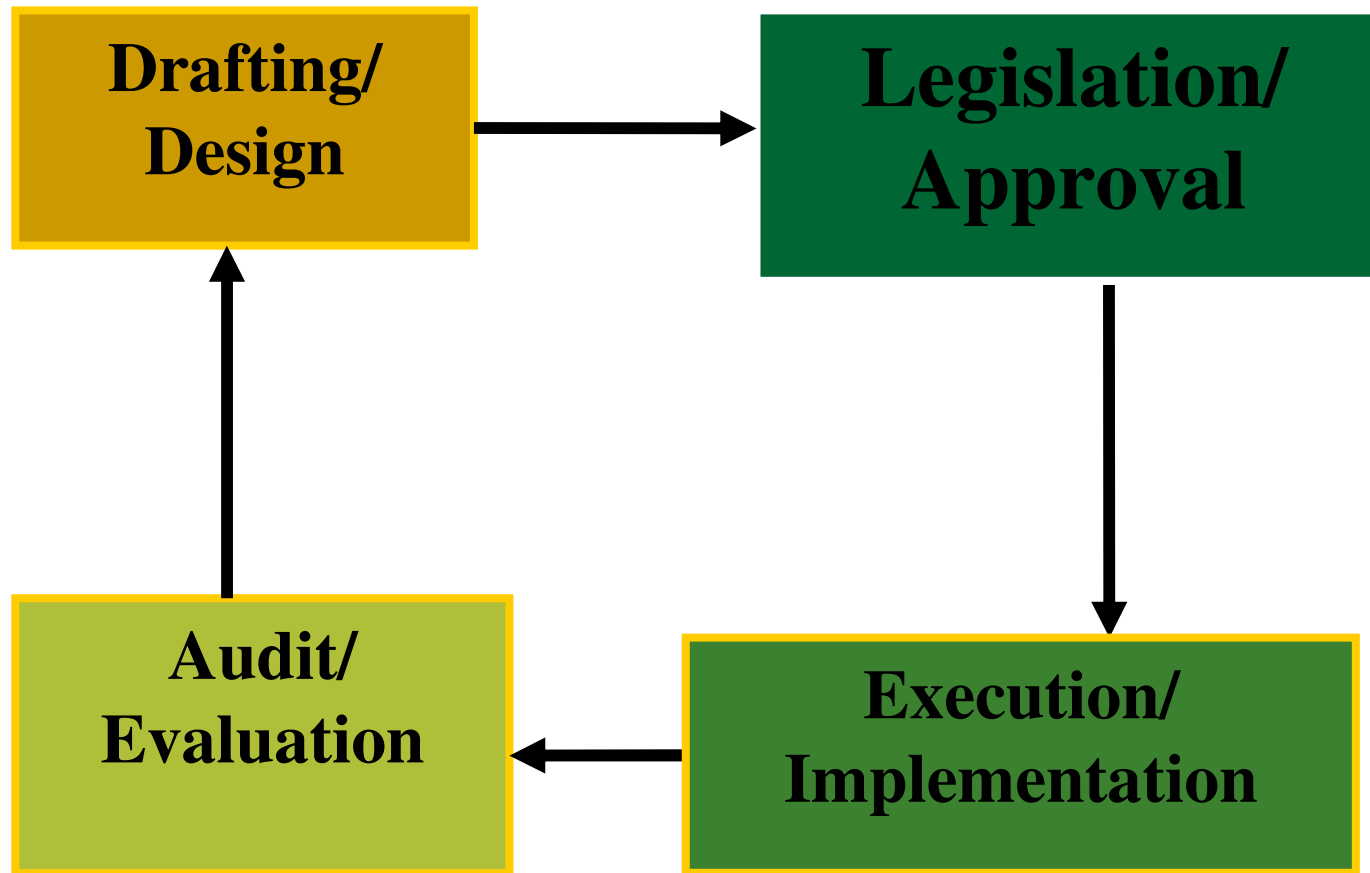 Drafting/
Design
Legislation/
Approval
Audit/
Evaluation
Execution/
Implementation